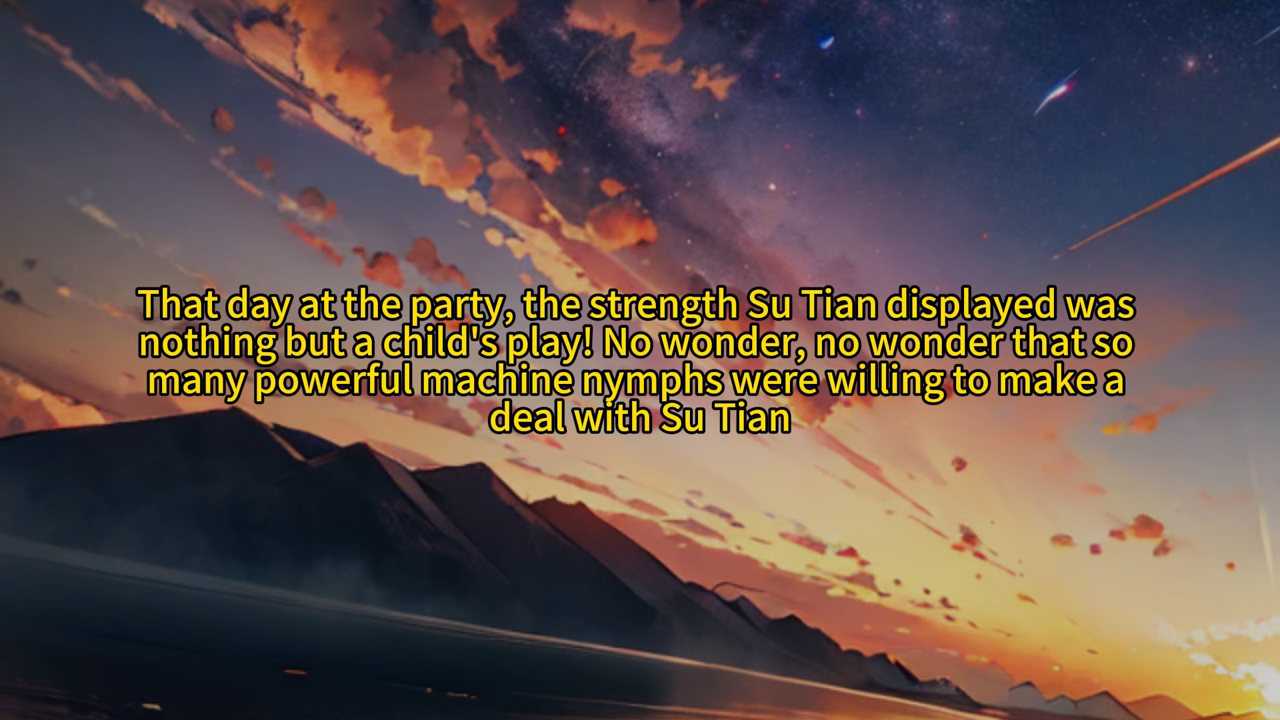 That day at the party, the strength Su Tian displayed was
nothing but a child's play! No wonder, no wonder that so
many powerful machine nymphs were willing to make a
deal with Su Tian